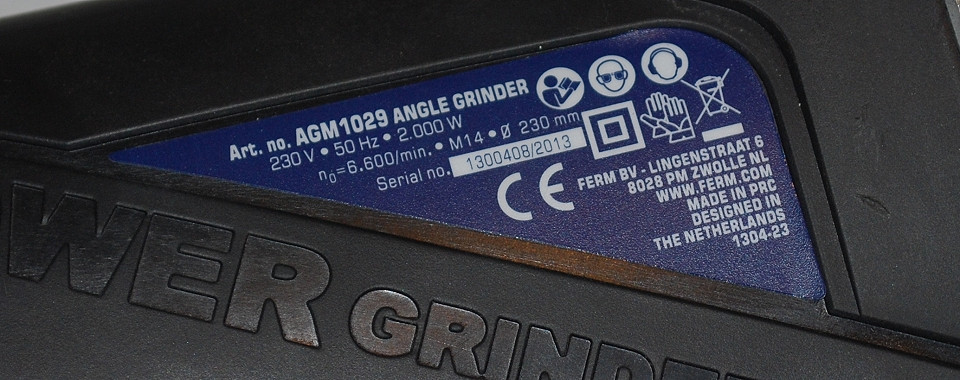 Art. no. AGM1029 ANGLE GRINDER
230 V • 50 Hz • 2.000 W
n0=6.600/min. • M14 • Ø 230 mm
Serial no. 1300408/2013
CE
FERM BV - LINGENSTRAAT 6
8028 PM ZWOLLE NL
WWW.FERM.COM
MADE IN PRC
DESIGNED IN
THE NETHERLANDS
1304-23
WER
GRINDER